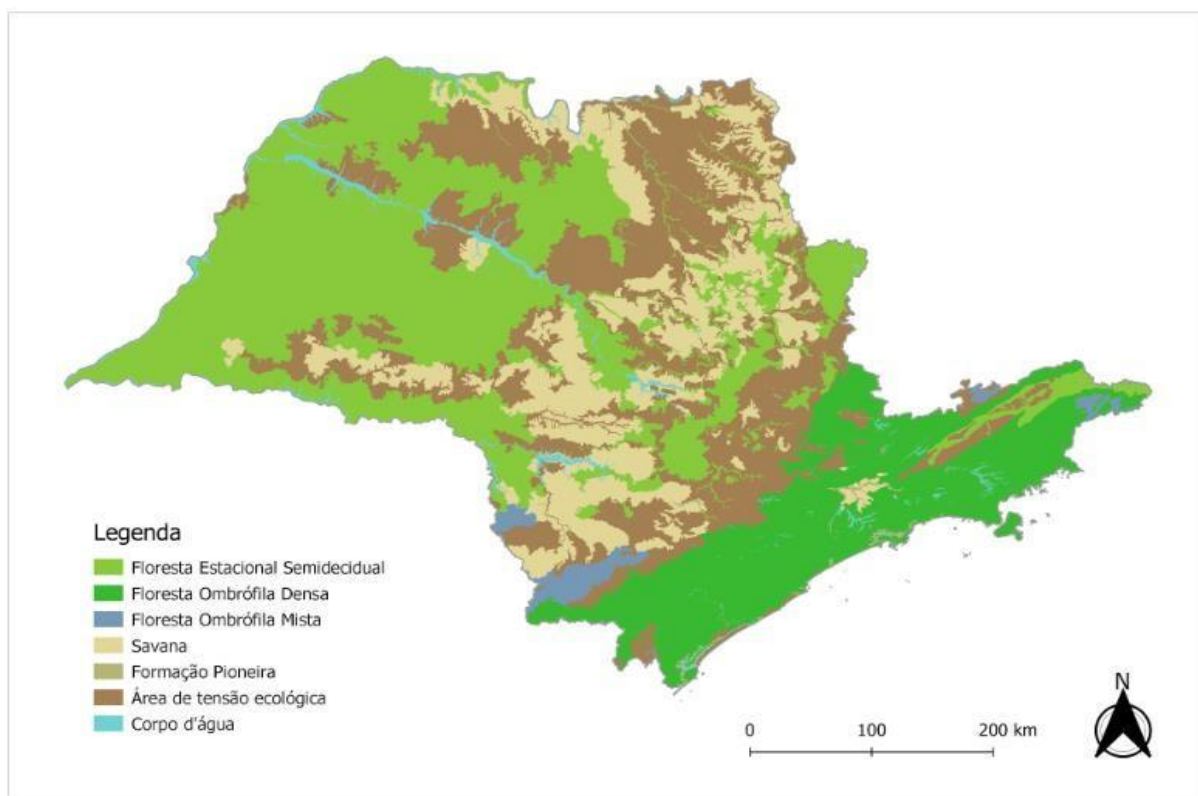 Legenda
Floresta Estacional Semidecidual
Floresta Ombrófila Densa
Floresta Ombrófila Mista
Savana
Formação Pioneira
Área de tensão ecológica
Corpo d'água
0 100 200 km
N